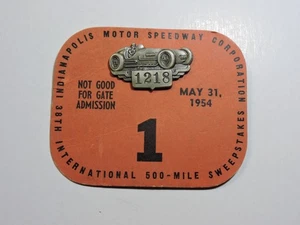 INDIANAPOLIS MOTOR SPEEDWAY CORPORATION
38TH INTERNATIONAL 500-MILE SWEEPSTAKES
1218
NOT GOOD
FOR GATE
ADMISSION
MAY 31,
1954
1